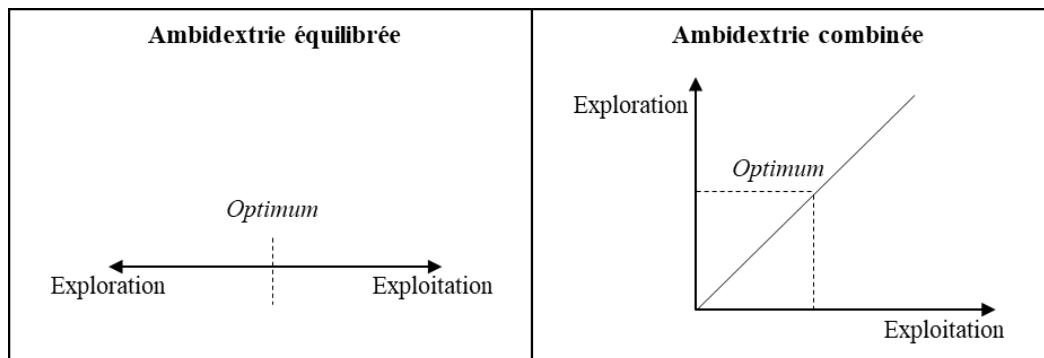 Ambidextrie équilibrée
Optimum
Exploration
Exploitation
Ambidextrie combinée
Exploration
Optimum
Exploitation